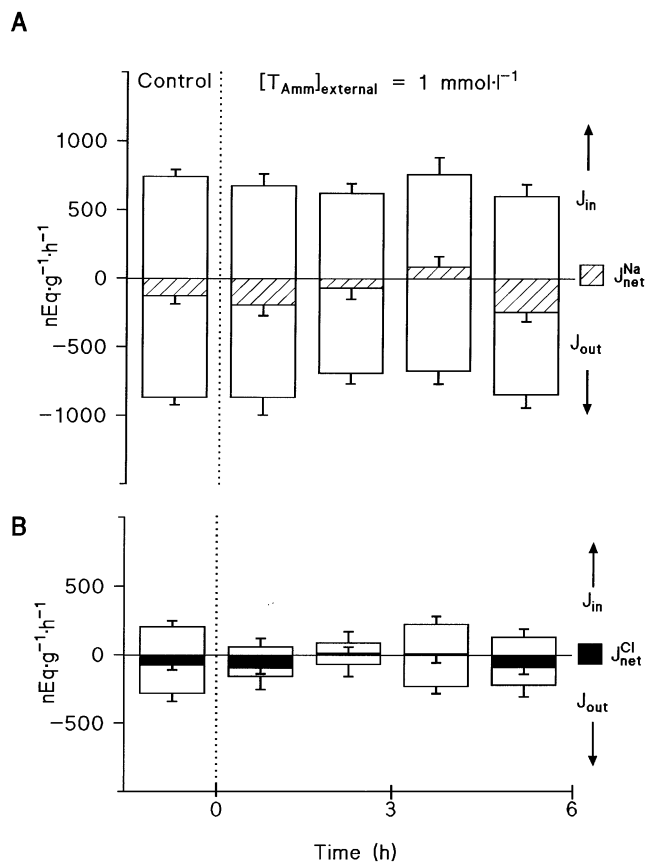 A
Control [T_Amm]_external = 1 mmol·l⁻¹
1000
500
0
−500
−1000
nEq·g⁻¹·h⁻¹
J_in
J_net^Na
J_out
B
500
0
−500
nEq·g⁻¹·h⁻¹
J_in
J_net^Cl
J_out
0 3 6
Time (h)